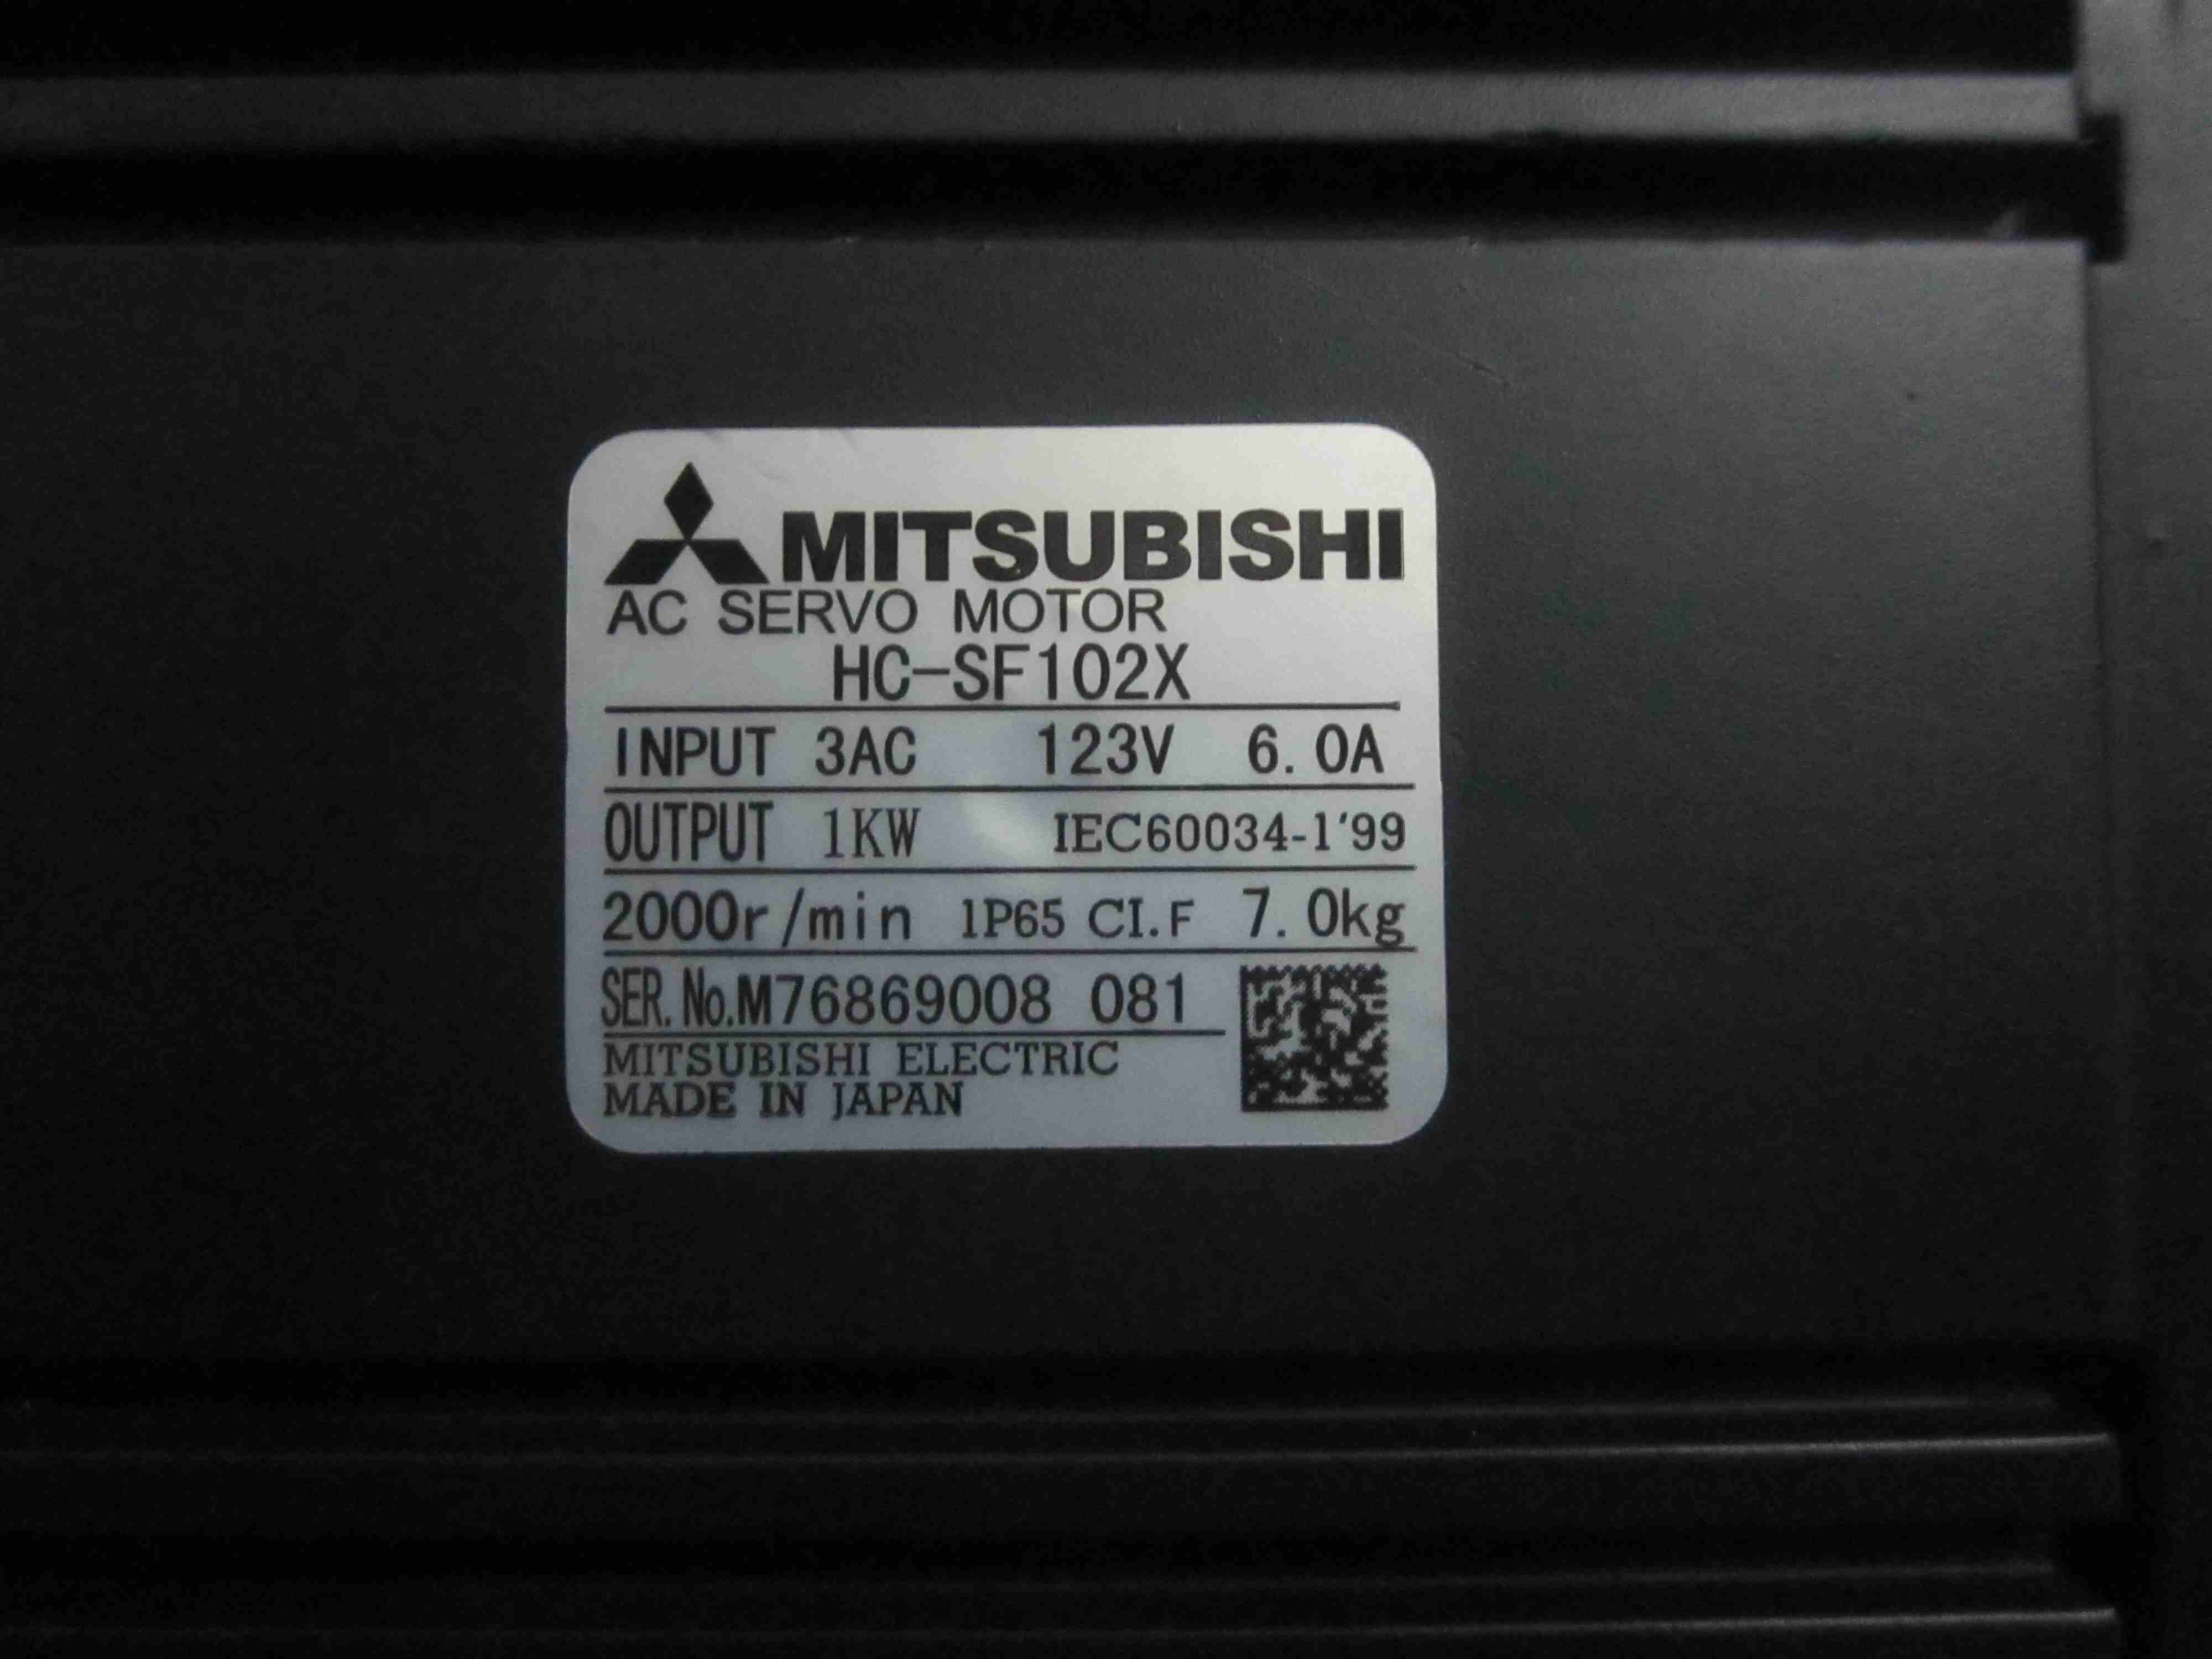 MITSUBISHI
AC SERVO MOTOR
HC-SF102X
INPUT 3AC 123V 6.0A
OUTPUT 1KW IEC60034-1'99
2000r/min IP65 CI.F 7.0kg
SER.No.M76869008 081
MITSUBISHI ELECTRIC
MADE IN JAPAN